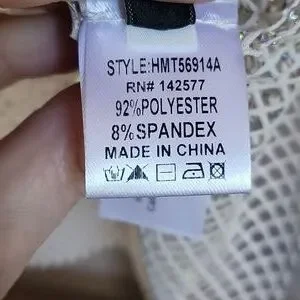 STYLE:HMT56914A
RN# 142577
92%POLYESTER
8%SPANDEX
MADE IN CHINA